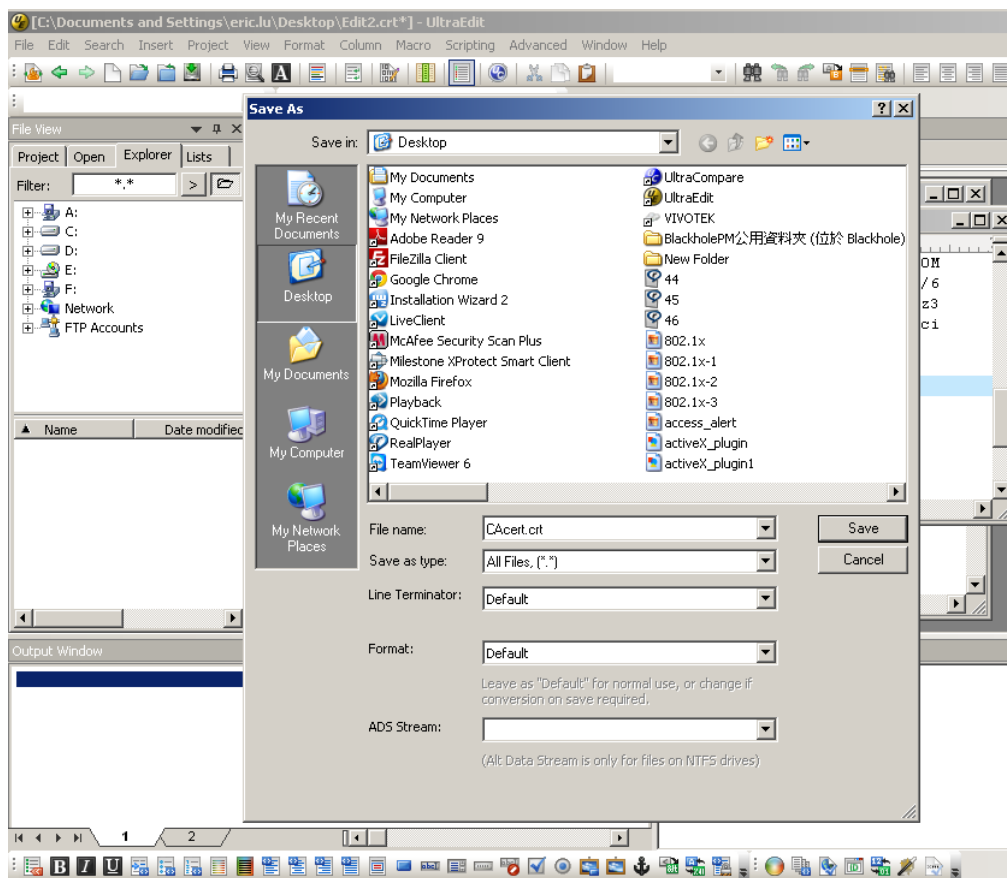 [C:\Documents and Settings\eric.lu\Desktop\Edit2.crt*] - UltraEdit
File Edit Search Insert Project View Format Column Macro Scripting Advanced Window Help
Save As
File View
Save in:
Desktop
Project
Open
Explorer
Lists
Filter:
*.*
>
A:
C:
D:
E:
F:
Network
FTP Accounts
Name
Date modified
My Recent
Documents
Desktop
My Documents
My Computer
My Network
Places
My Documents
My Computer
My Network Places
Adobe Reader 9
FileZilla Client
Google Chrome
Installation Wizard 2
LiveClient
McAfee Security Scan Plus
Milestone XProtect Smart Client
Mozilla Firefox
Playback
QuickTime Player
RealPlayer
TeamViewer 6
UltraCompare
UltraEdit
VIVOTEK
BlackholePM公用資料夾 (位於 Blackhole)
New Folder
44
45
46
802.1x
802.1x-1
802.1x-2
802.1x-3
access_alert
activeX_plugin
activeX_plugin1
OM
/6
z3
ci
File name:
CAcert.crt
Save
Save as type:
All Files, (*.*)
Cancel
Line Terminator:
Default
Format:
Default
Leave as "Default" for normal use, or change if
conversion on save required.
ADS Stream:
(Alt Data Stream is only for files on NTFS drives)
Output Window
1
2
B I U